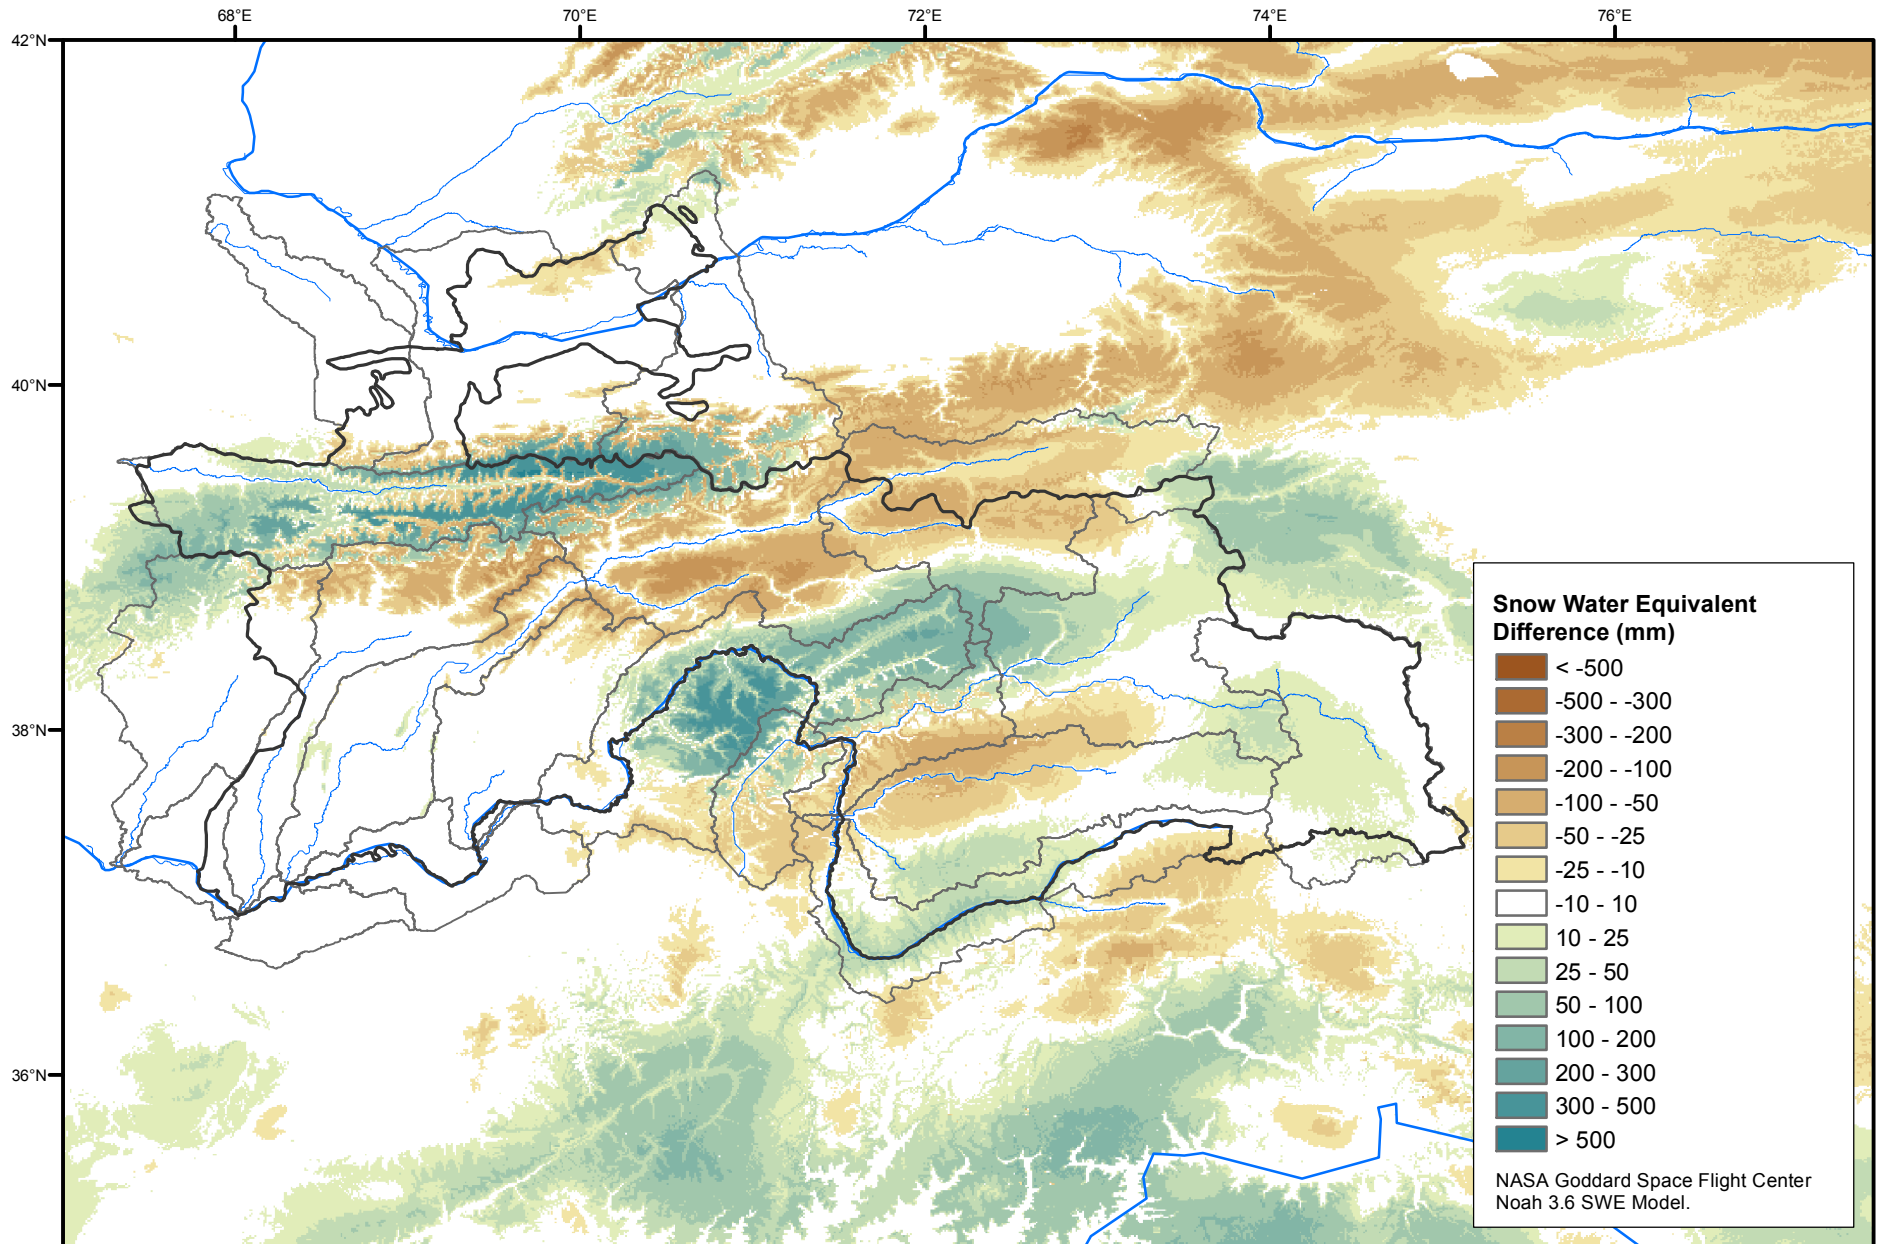 68°E 70°E 72°E 74°E 76°E
42°N
40°N
38°N
36°N
Snow Water Equivalent
Difference (mm)
< -500
-500 - -300
-300 - -200
-200 - -100
-100 - -50
-50 - -25
-25 - -10
-10 - 10
10 - 25
25 - 50
50 - 100
100 - 200
200 - 300
300 - 500
> 500
NASA Goddard Space Flight Center
Noah 3.6 SWE Model.